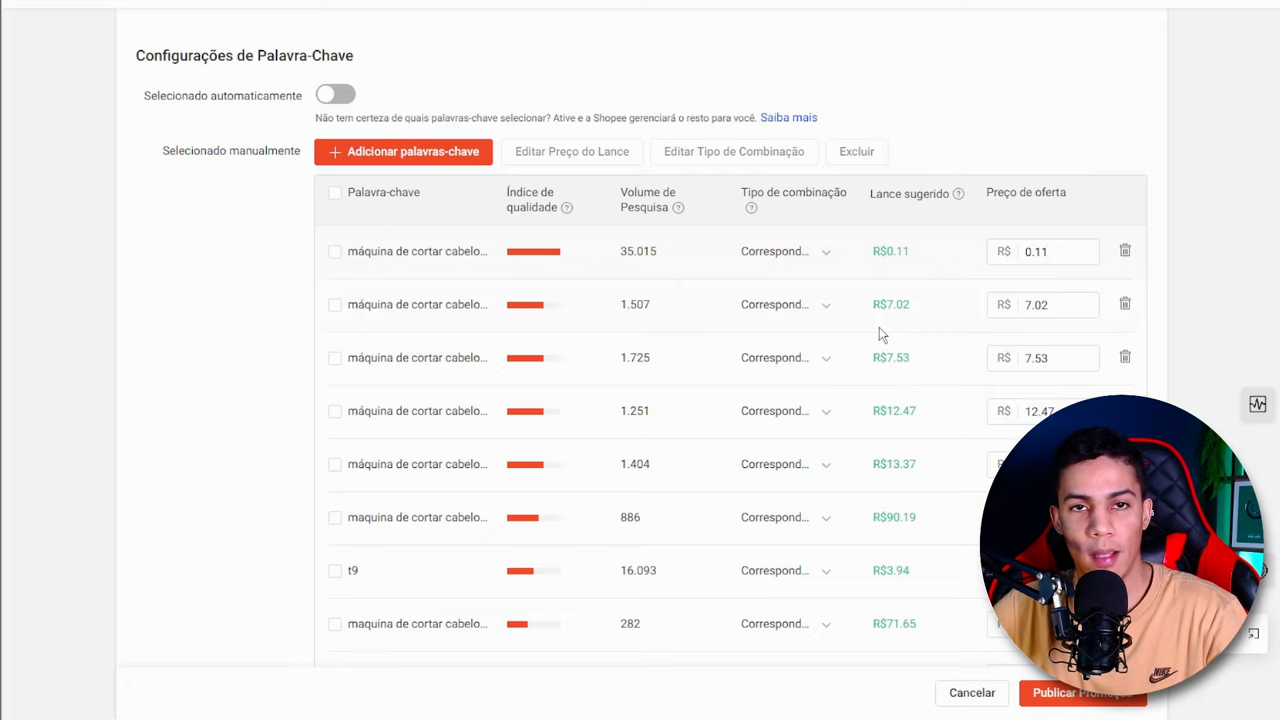 Configurações de Palavra-Chave
Selecionado automaticamente
Não tem certeza de quais palavras-chave selecionar? Ative e a Shopee gerenciará o resto para você. Saiba mais
Selecionado manualmente
+ Adicionar palavras-chave Editar Preço do Lance Editar Tipo de Combinação Excluir
Palavra-chave Índice de qualidade ? Volume de Pesquisa ? Tipo de combinação ? Lance sugerido ? Preço de oferta
máquina de cortar cabelo... 35.015 Correspond... R$0.11 R$ 0.11
máquina de cortar cabelo... 1.507 Correspond... R$7.02 R$ 7.02
máquina de cortar cabelo... 1.725 Correspond... R$7.53 R$ 7.53
máquina de cortar cabelo... 1.251 Correspond... R$12.47 R$ 12.47
máquina de cortar cabelo... 1.404 Correspond... R$13.37
maquina de cortar cabelo... 886 Correspond... R$90.19
t9 16.093 Correspond... R$3.94
maquina de cortar cabelo... 282 Correspond... R$71.65
Cancelar Publicar
NIKE